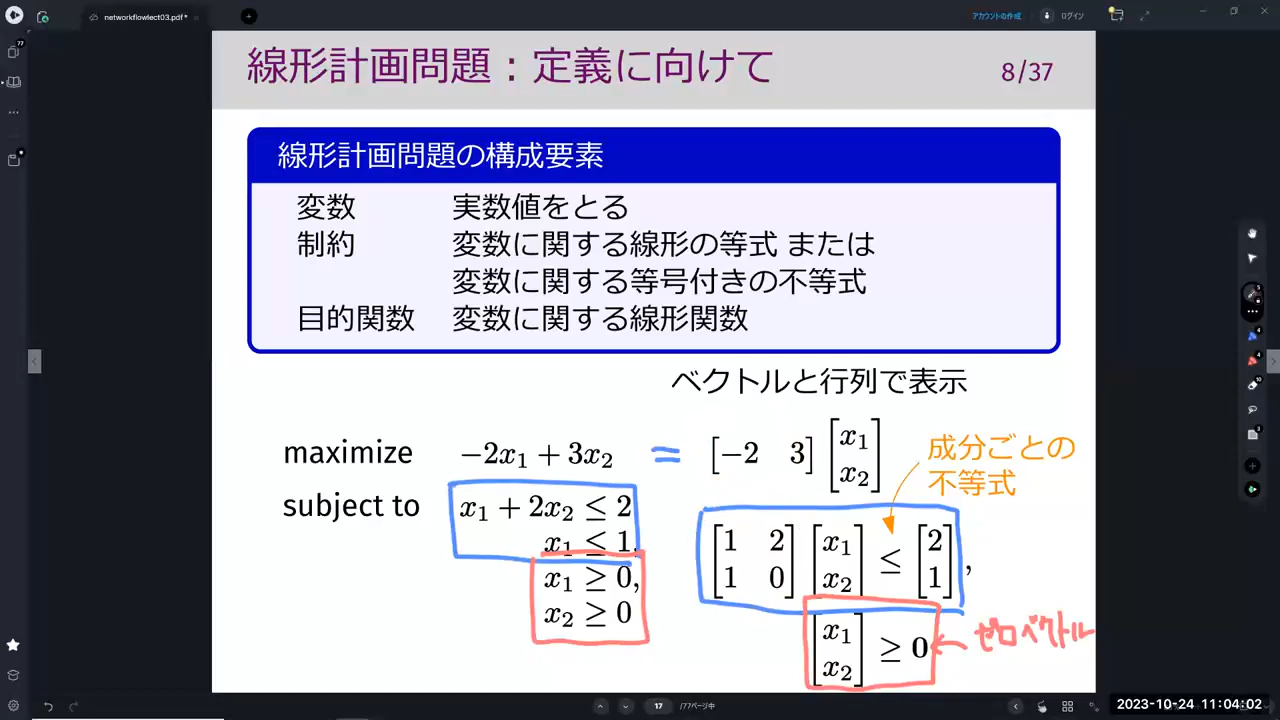 networkflowlect03.pdf*
アカウントの作成
ログイン
線形計画問題：定義に向けて
8/37
線形計画問題の構成要素
変数 実数値をとる
制約 変数に関する線形の等式 または
変数に関する等号付きの不等式
目的関数 変数に関する線形関数
ベクトルと行列で表示
maximize −2x₁ + 3x₂ = [−2 3] [x₁ x₂]
成分ごとの
不等式
subject to x₁ + 2x₂ ≤ 2
x₁ ≤ 1,
[1 2
1 0] [x₁
x₂] ≤ [2
1],
x₁ ≥ 0,
x₂ ≥ 0
[x₁
x₂] ≥ 0
ゼロベクトル
17 /77ページ中
2023-10-24 11:04:02